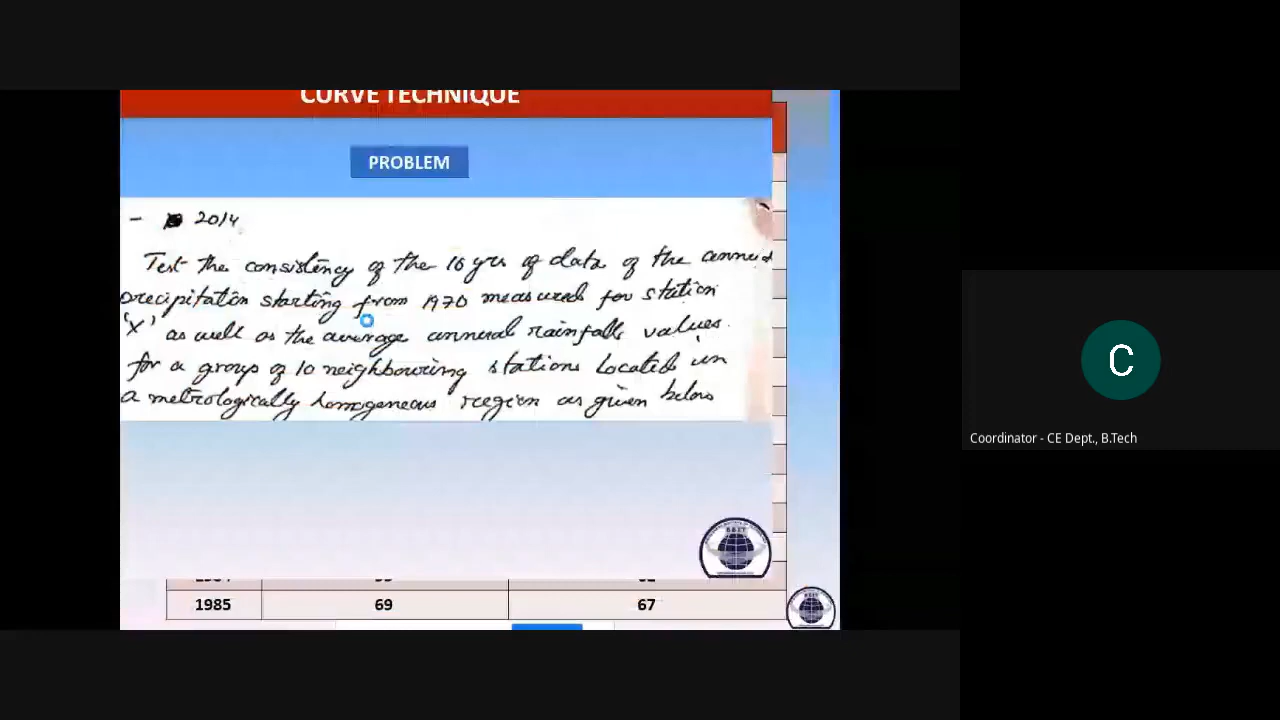 CURVE TECHNIQUE
PROBLEM
- 2014
Test the consistency of the 16 yrs of data of the annual
precipitation starting from 1970 measured for station
'X' as well as the average annual rainfall values.
for a group of 10 neighbouring stations located in
a metrologically homogeneous region as given below
1985 69 67
C
Coordinator - CE Dept., B.Tech